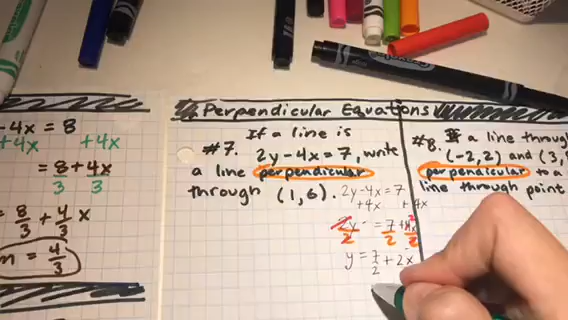 -4x = 8
+4x +4x
= 8+4x
3 3
= 8/3 + 4/3 x
m = 4/3
Perpendicular Equations
#7. If a line is
2y-4x=7, write
a line perpendicular
through (1,6).
2y-4x=7
+4x +4x
2y = 7+4x
2 2 2
y = 7/2 + 2x
#8. If a line throug
(-2,2) and (3,
perpendicular to a
line through point